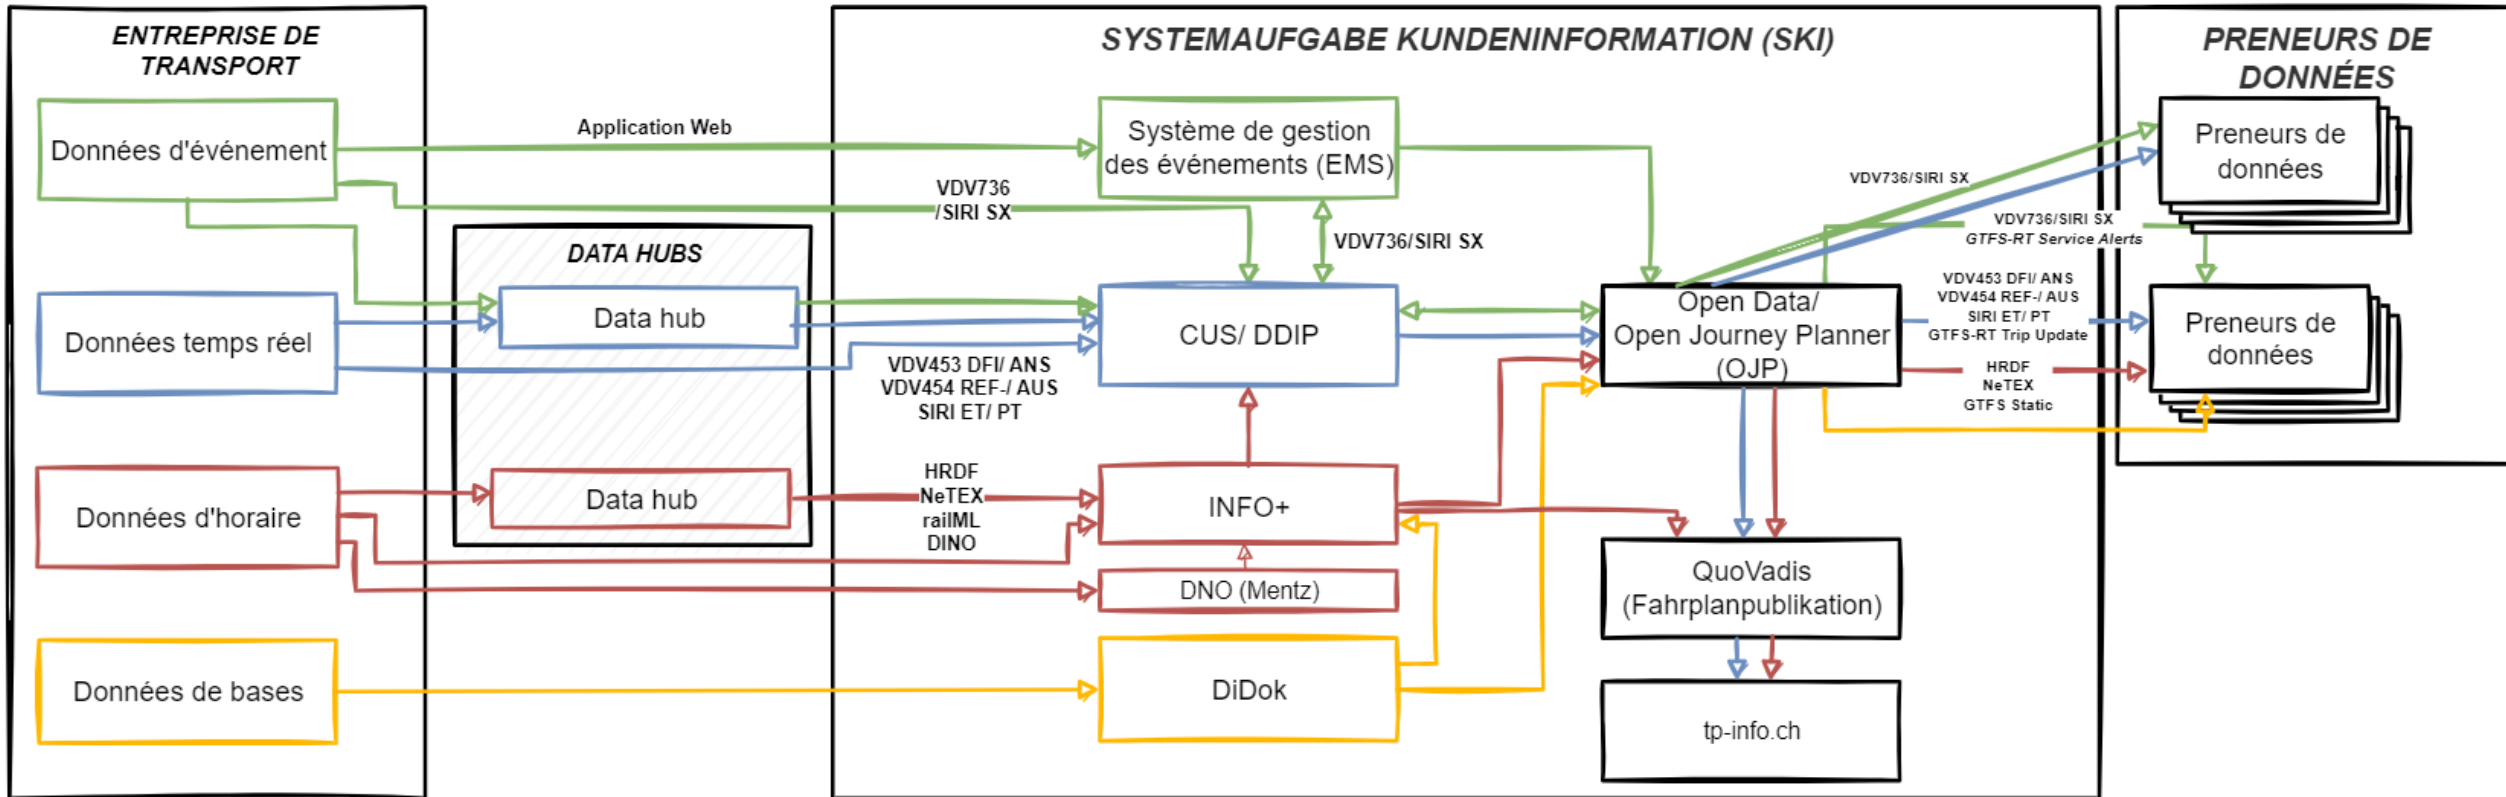 ENTREPRISE DE
TRANSPORT
Données d'événement
Données temps réel
Données d'horaire
Données de bases
DATA HUBS
Data hub
Data hub
Application Web
VDV736
/SIRI SX
VDV453 DFI/ ANS
VDV454 REF-/ AUS
SIRI ET/ PT
HRDF
NeTEX
railML
DINO
SYSTEMAUFGABE KUNDENINFORMATION (SKI)
Système de gestion
des événements (EMS)
VDV736/SIRI SX
CUS/ DDIP
INFO+
DNO (Mentz)
DiDok
Open Data/
Open Journey Planner
(OJP)
QuoVadis
(Fahrplanpublikation)
tp-info.ch
VDV736/SIRI SX
VDV736/SIRI SX
GTFS-RT Service Alerts
VDV453 DFI/ ANS
VDV454 REF-/ AUS
SIRI ET/ PT
GTFS-RT Trip Update
HRDF
NeTEX
GTFS Static
PRENEURS DE
DONNÉES
Preneurs de
données
Preneurs de
données